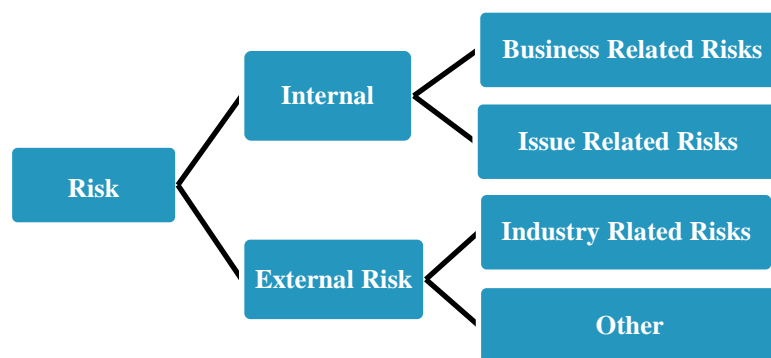 Risk
Internal
Business Related Risks
Issue Related Risks
External Risk
Industry Rlated Risks
Other